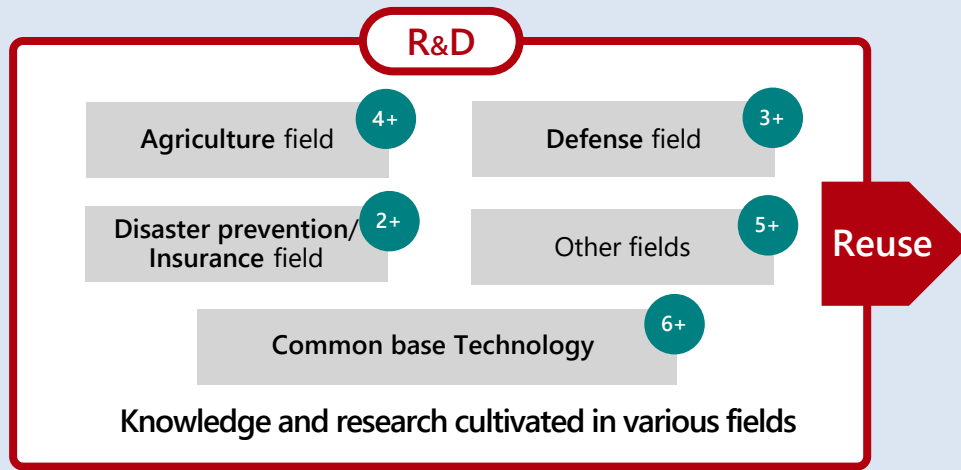 R&D
4+
Agriculture field
3+
Defense field
2+
Disaster prevention/
Insurance field
5+
Other fields
Reuse
6+
Common base Technology
Knowledge and research cultivated in various fields